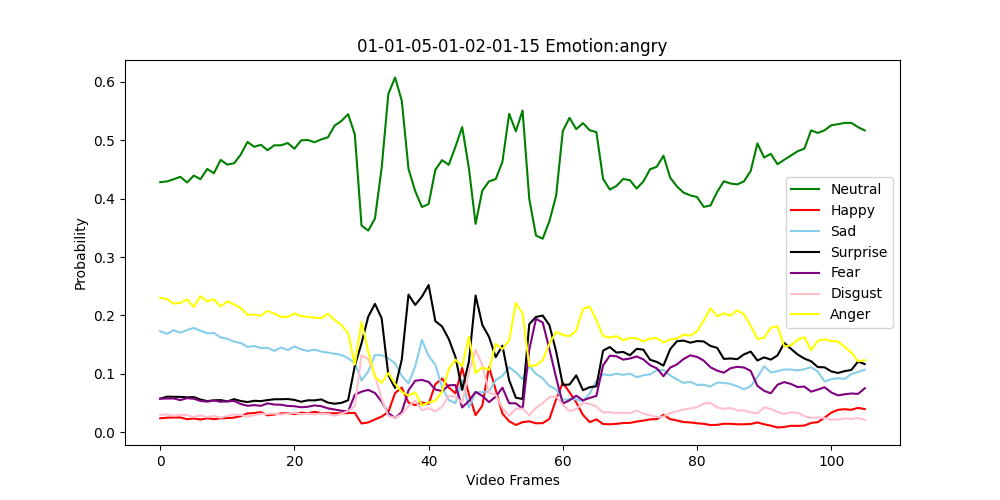 01-01-05-01-02-01-15 Emotion:angry
Probability
0.6
0.5
0.4
0.3
0.2
0.1
0.0
0 20 40 60 80 100
Video Frames
Neutral
Happy
Sad
Surprise
Fear
Disgust
Anger